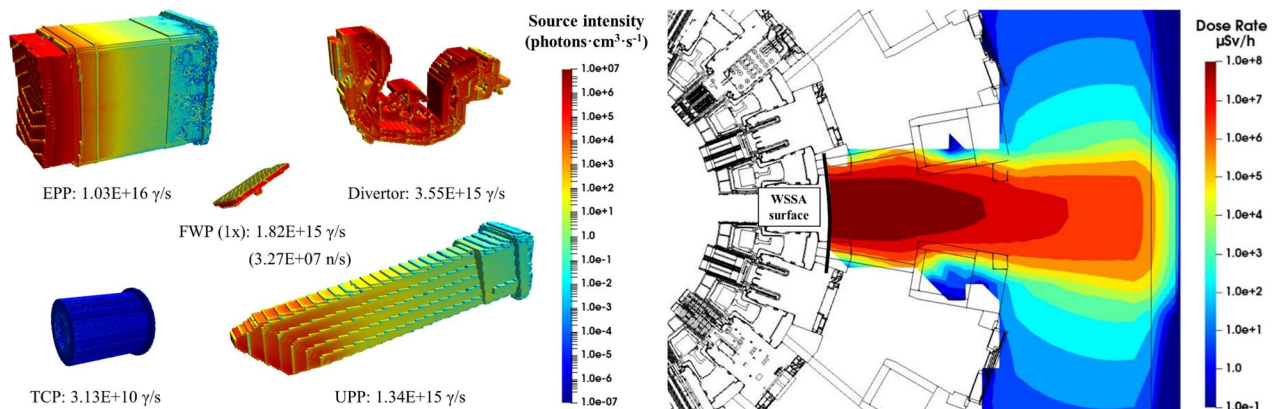 EPP: 1.03E+16 γ/s
Divertor: 3.55E+15 γ/s
FWP (1x): 1.82E+15 γ/s
(3.27E+07 n/s)
TCP: 3.13E+10 γ/s
UPP: 1.34E+15 γ/s
Source intensity
(photons·cm³·s⁻¹)
1.0e+07
1.0e+6
1.0e+5
1.0e+4
1.0e+3
1.0e+2
1.0e+1
1.0
1.0e-1
1.0e-2
1.0e-3
1.0e-4
1.0e-5
1.0e-6
1.0e-07
WSSA
surface
Dose Rate
µSv/h
1.0e+8
1.0e+7
1.0e+6
1.0e+5
1.0e+4
1.0e+3
1.0e+2
1.0e+1
1.0
1.0e-1